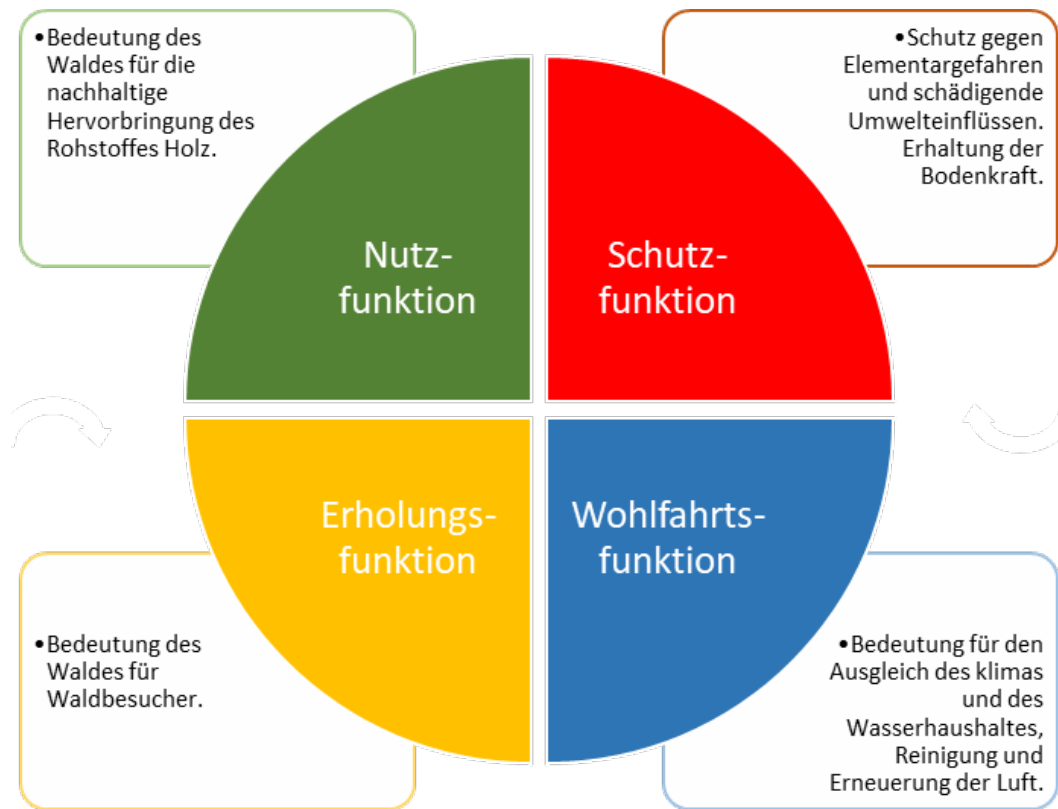 •Bedeutung des
Waldes für die
nachhaltige
Hervorbringung des
Rohstoffes Holz.
•Schutz gegen
Elementargefahren
und schädigende
Umwelteinflüssen.
Erhaltung der
Bodenkraft.
Nutz-
funktion
Schutz-
funktion
Erholungs-
funktion
Wohlfahrts-
funktion
•Bedeutung des
Waldes für
Waldbesucher.
•Bedeutung für den
Ausgleich des klimas
und des
Wasserhaushaltes,
Reinigung und
Erneuerung der Luft.